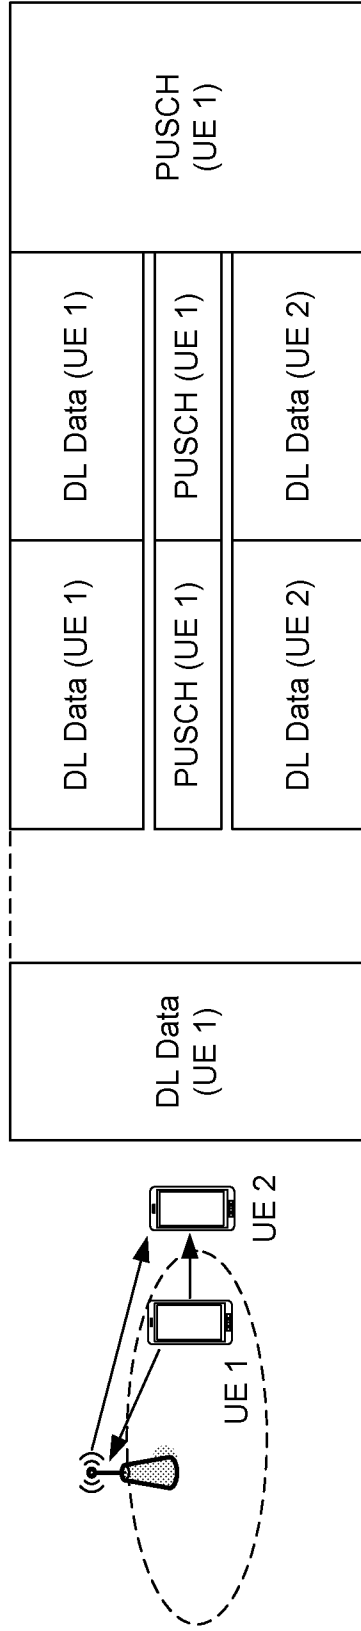 UE 1
UE 2
DL Data
(UE 1)
DL Data (UE 1)
PUSCH (UE 1)
DL Data (UE 2)
DL Data (UE 1)
PUSCH (UE 1)
DL Data (UE 2)
PUSCH
(UE 1)